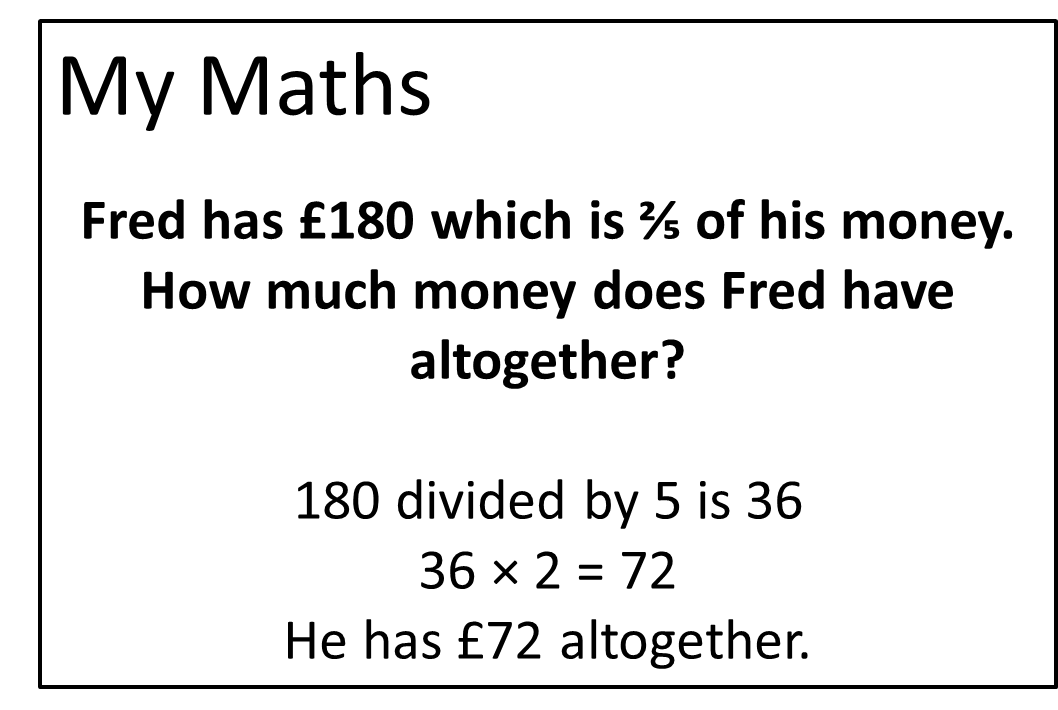 My Maths
Fred has £180 which is ⅖ of his money.
How much money does Fred have
altogether?
180 divided by 5 is 36
36 × 2 = 72
He has £72 altogether.